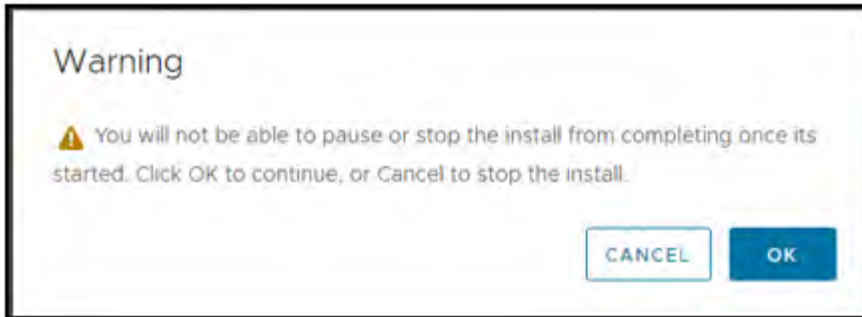 Warning
You will not be able to pause or stop the install from completing once its
started. Click OK to continue, or Cancel to stop the install.
CANCEL OK